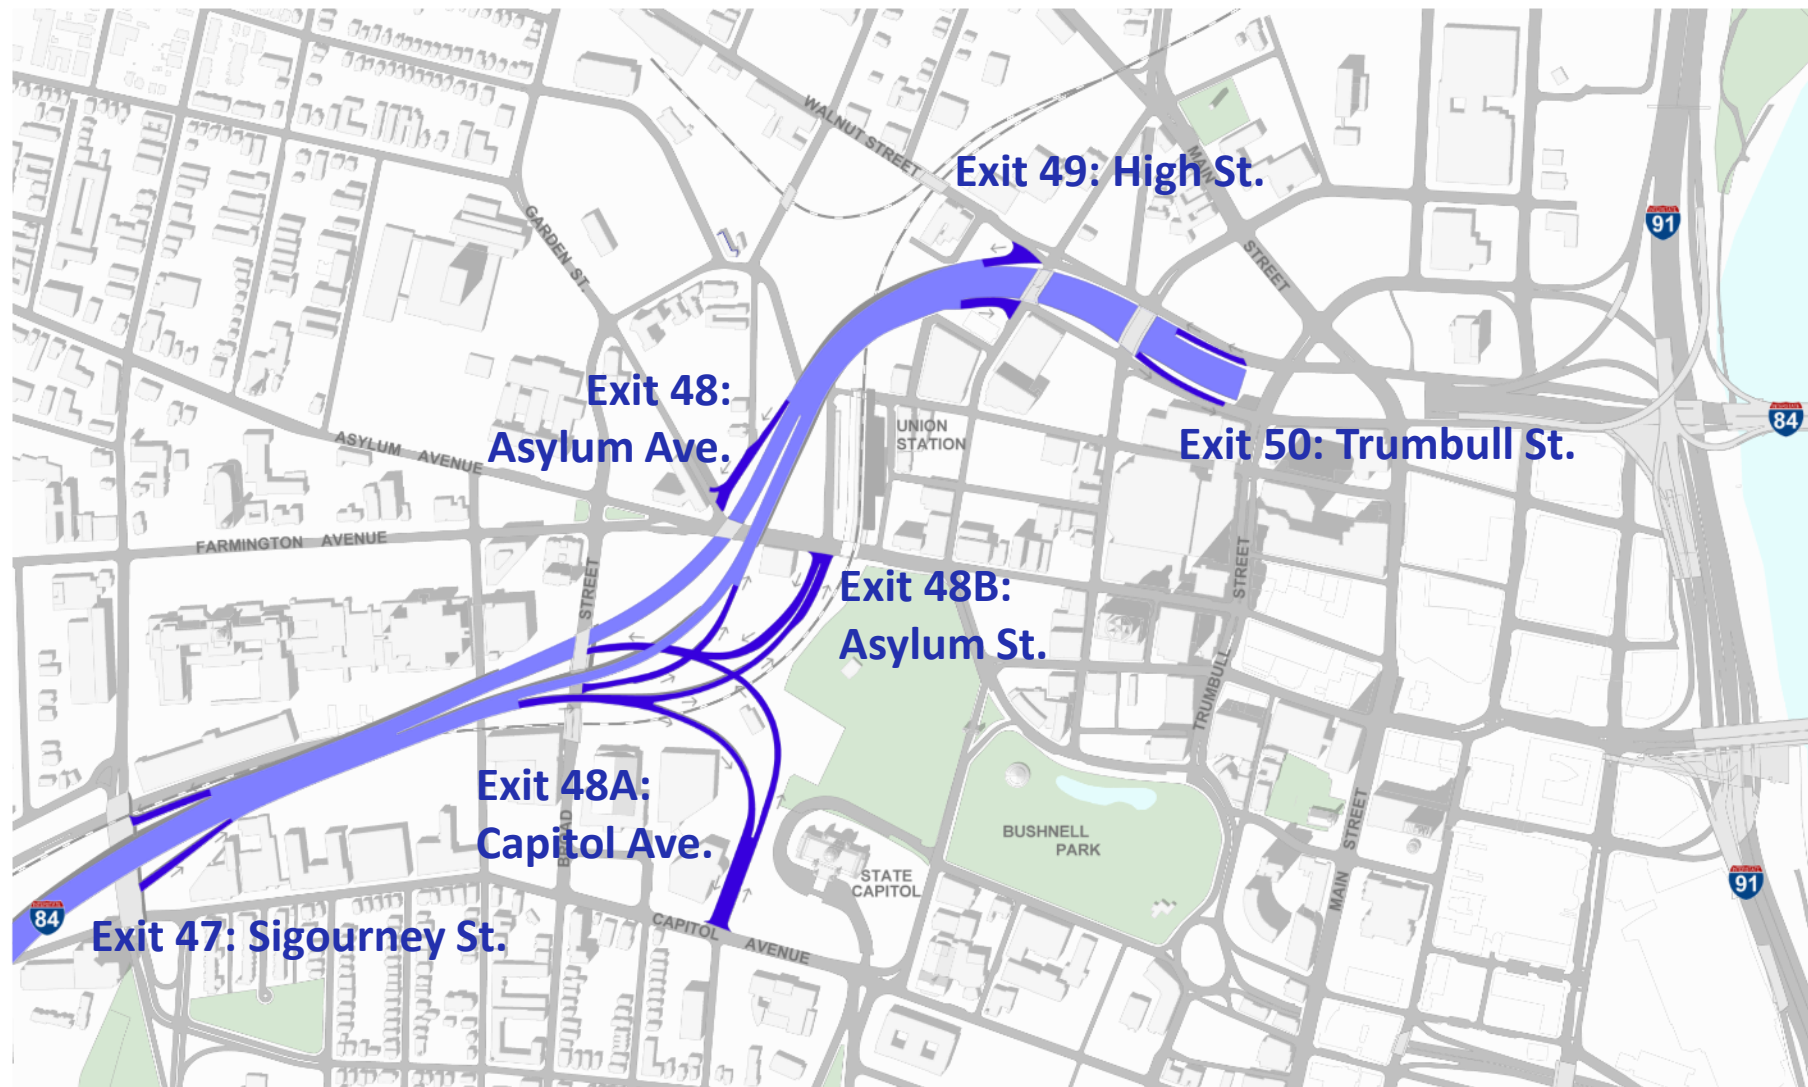 WALNUT STREET
Exit 49: High St.
MAIN
STREET
91
GARDEN ST.
Exit 48:
Asylum Ave.
UNION
STATION
84
Exit 50: Trumbull St.
ASYLUM AVENUE
FARMINGTON AVENUE
STREET
STREET
Exit 48B:
Asylum St.
TRUMBULL
Exit 48A:
Capitol Ave.
BROAD
BUSHNELL
PARK
STREET
STATE
CAPITOL
MAIN
91
84
Exit 47: Sigourney St.
CAPITOL AVENUE